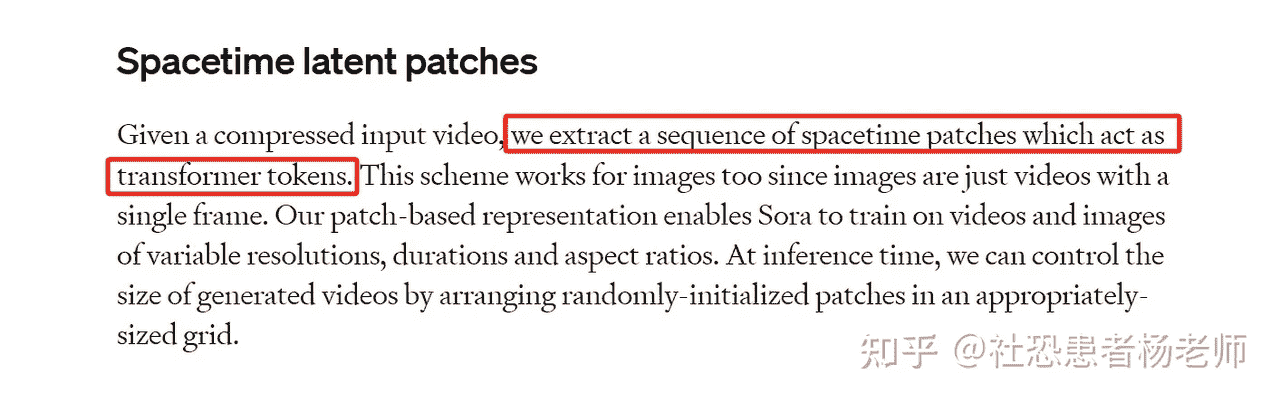 Spacetime latent patches
Given a compressed input video, we extract a sequence of spacetime patches which act as
transformer tokens. This scheme works for images too since images are just videos with a
single frame. Our patch-based representation enables Sora to train on videos and images
of variable resolutions, durations and aspect ratios. At inference time, we can control the
size of generated videos by arranging randomly-initialized patches in an appropriately-
sized grid.
知乎 @社恐患者杨老师